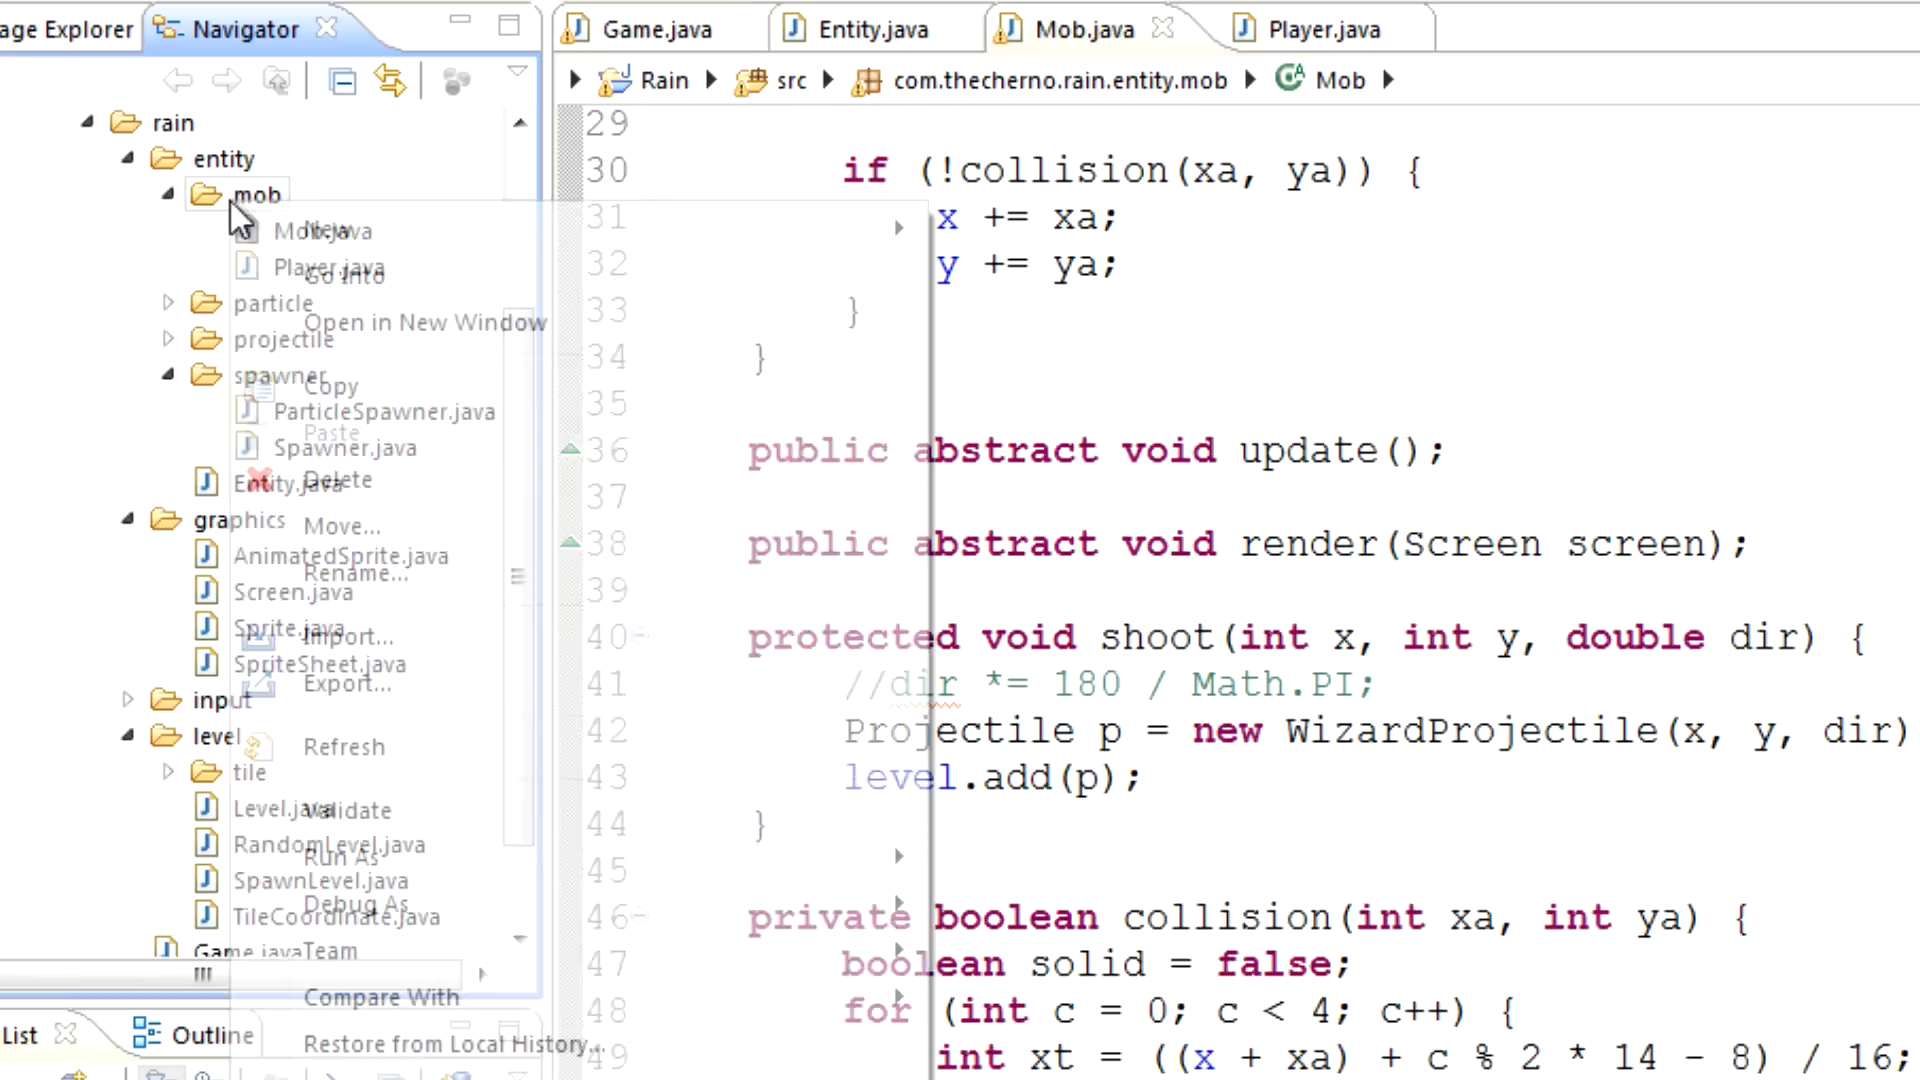 age Explorer
Navigator
Game.java
Entity.java
Mob.java
Player.java
Rain
src
com.thecherno.rain.entity.mob
Mob
rain
entity
mob
Mob.java
Player.java
particle
projectile
spawner
ParticleSpawner.java
Spawner.java
Entity.java
graphics
AnimatedSprite.java
Screen.java
Sprite.java
SpriteSheet.java
input
level
tile
Level.java
RandomLevel.java
SpawnLevel.java
TileCoordinate.java
Game.java
New
Go Into
Open in New Window
Copy
Paste
Delete
Move...
Rename...
Import...
Export...
Refresh
Validate
Run As
Debug As
Team
Compare With
Restore from Local History...
List
Outline
29
30 if (!collision(xa, ya)) {
31 x += xa;
32 y += ya;
33 }
34 }
35
36 public abstract void update();
37
38 public abstract void render(Screen screen);
39
40 protected void shoot(int x, int y, double dir) {
41 //dir *= 180 / Math.PI;
42 Projectile p = new WizardProjectile(x, y, dir)
43 level.add(p);
44 }
45
46 private boolean collision(int xa, int ya) {
47 boolean solid = false;
48 for (int c = 0; c < 4; c++) {
49 int xt = ((x + xa) + c % 2 * 14 - 8) / 16;